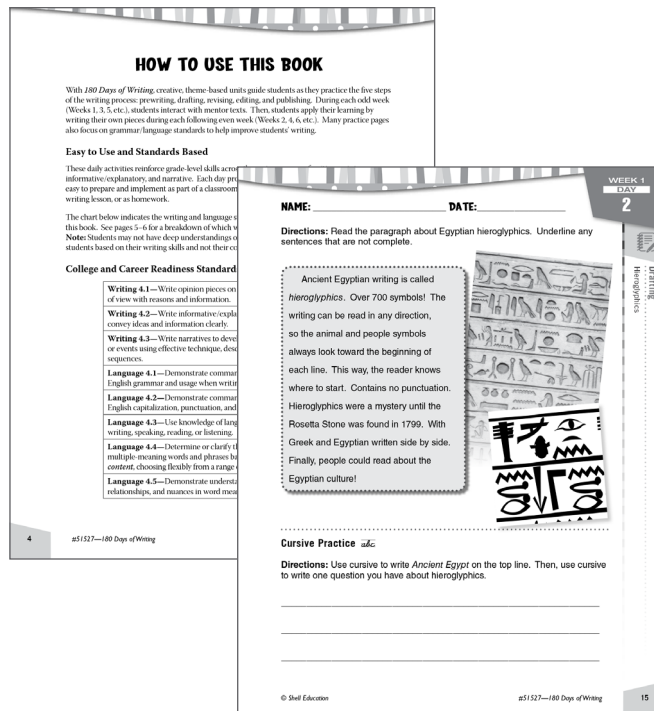 HOW TO USE THIS BOOK
With 180 Days of Writing, creative, theme-based units guide students as they practice the five steps
of the writing process: prewriting, drafting, revising, editing, and publishing. During each odd week
(Weeks 1, 3, 5, etc.), students interact with mentor texts. Then, students apply their learning by
writing their own pieces during each following even week (Weeks 2, 4, 6, etc.). Many practice pages
also focus on grammar/language standards to help improve students' writing.
Easy to Use and Standards Based
These daily activities reinforce grade-level skills
informative/explanatory, and narrative. Each day
easy to prepare and implement as part of a classroom
writing lesson, or as homework.
The chart below indicates the writing and language
this book. See pages 5–6 for a breakdown of which
Note: Students may not have deep understandings
students based on their writing skills and not their
College and Career Readiness Standard
Writing 4.1—Write opinion pieces on
of view with reasons and information.
Writing 4.2—Write
convey ideas and information clearly.
Writing 4.3—Write narratives to
or events using effective technique,
sequences.
Language 4.1—Demonstrate
English grammar and usage when
Language 4.2—Demonstrate
English capitalization, punctuation, and
Language 4.3—Use knowledge of
writing, speaking, reading, or listening.
Language 4.4—Determine or clarify
multiple-meaning words and phrases
content, choosing flexibly from a range
Language 4.5—Demonstrate
relationships, and nuances in word
4 #51527—180 Days of Writing
WEEK 1
DAY
2
NAME: DATE:
Drafting
Hieroglyphics
Directions: Read the paragraph about Egyptian hieroglyphics. Underline any
sentences that are not complete.
Ancient Egyptian writing is called
hieroglyphics. Over 700 symbols! The
writing can be read in any direction,
so the animal and people symbols
always look toward the beginning of
each line. This way, the reader knows
where to start. Contains no punctuation.
Hieroglyphics were a mystery until the
Rosetta Stone was found in 1799. With
Greek and Egyptian written side by side.
Finally, people could read about the
Egyptian culture!
Cursive Practice abc
Directions: Use cursive to write Ancient Egypt on the top line. Then, use cursive
to write one question you have about hieroglyphics.
© Shell Education #51527—180 Days of Writing 15